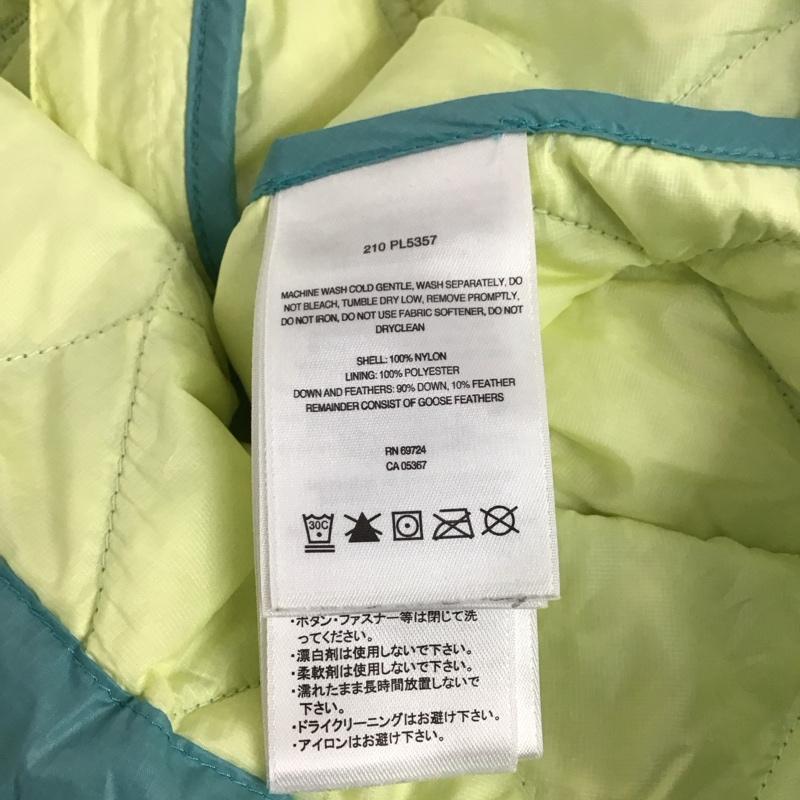 210 PL5357
MACHINE WASH COLD GENTLE, WASH SEPARATELY, DO
NOT BLEACH, TUMBLE DRY LOW, REMOVE PROMPTLY,
DO NOT IRON, DO NOT USE FABRIC SOFTENER, DO NOT
DRYCLEAN
SHELL: 100% NYLON
LINING: 100% POLYESTER
DOWN AND FEATHERS: 90% DOWN, 10% FEATHER
REMAINDER CONSIST OF GOOSE FEATHERS
RN 69724
CA 05367
30C
・ボタン・ファスナー等は閉じて洗
ってください。
・漂白剤は使用しないで下さい。
・柔軟剤は使用しないで下さい。
・濡れたまま長時間放置しないで
下さい。
・ドライクリーニングはお避け下さい。
・アイロンはお避け下さい。